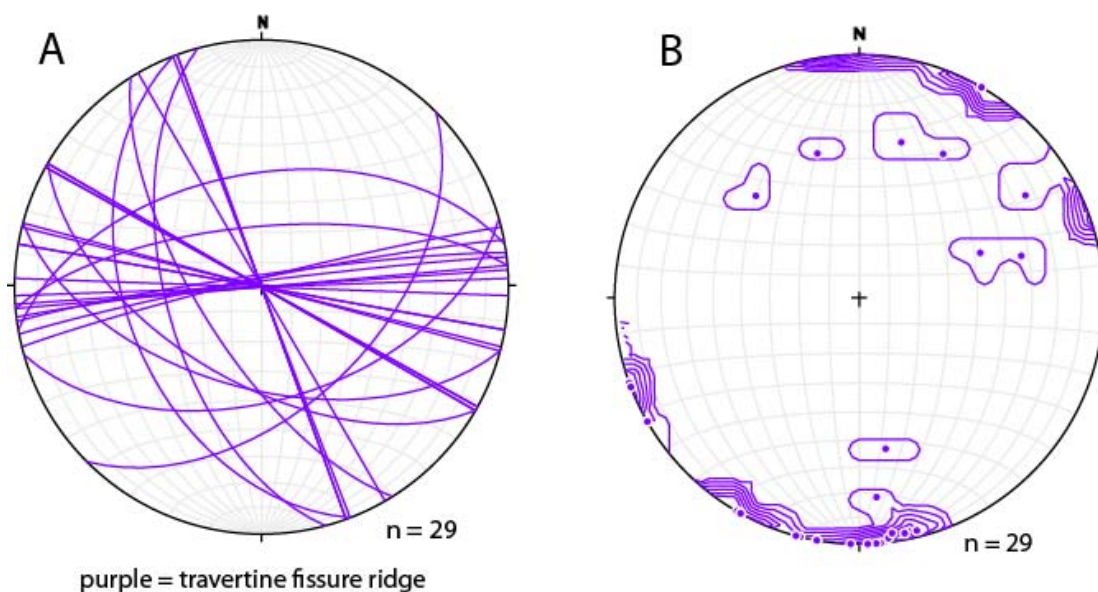 A
N
n = 29
purple = travertine fissure ridge
B
N
n = 29